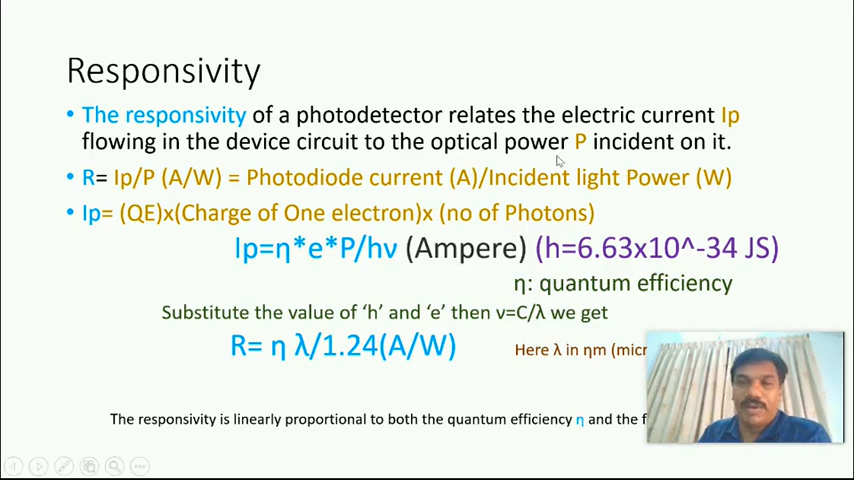 Responsivity
• The responsivity of a photodetector relates the electric current Ip
flowing in the device circuit to the optical power P incident on it.
• R= Ip/P (A/W) = Photodiode current (A)/Incident light Power (W)
• Ip= (QE)x(Charge of One electron)x (no of Photons)
Ip=η*e*P/hν (Ampere) (h=6.63x10^-34 JS)
η: quantum efficiency
Substitute the value of 'h' and 'e' then ν=C/λ we get
R= η λ/1.24(A/W)
Here λ in ηm (micr
The responsivity is linearly proportional to both the quantum efficiency η and the f